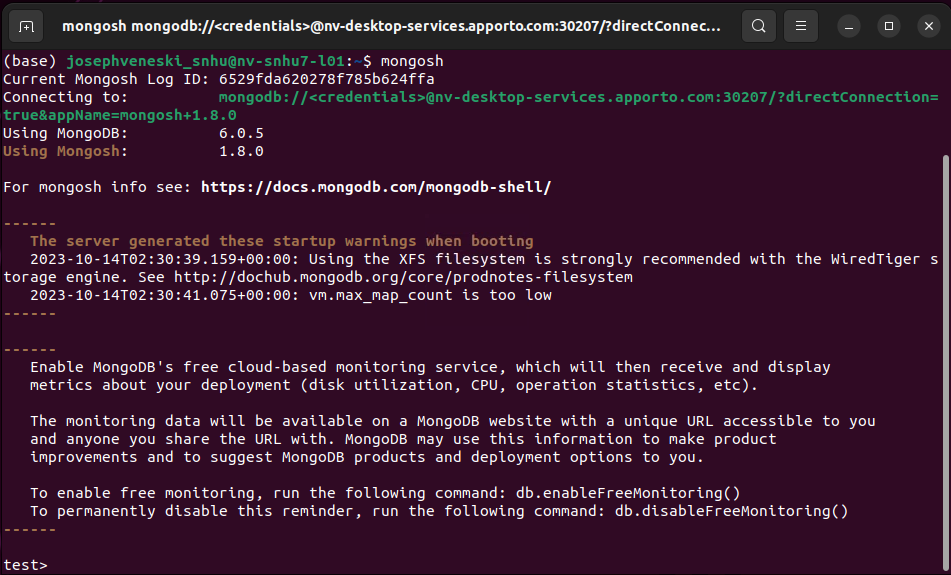 mongosh mongodb://<credentials>@nv-desktop-services.apporto.com:30207/?directConnec...
(base) josephveneski_snhu@nv-snhu7-l01:~$ mongosh
Current Mongosh Log ID: 6529fda620278f785b624ffa
Connecting to:          mongodb://<credentials>@nv-desktop-services.apporto.com:30207/?directConnection=
true&appName=mongosh+1.8.0
Using MongoDB:          6.0.5
Using Mongosh:          1.8.0
For mongosh info see: https://docs.mongodb.com/mongodb-shell/
------
   The server generated these startup warnings when booting
   2023-10-14T02:30:39.159+00:00: Using the XFS filesystem is strongly recommended with the WiredTiger s
torage engine. See http://dochub.mongodb.org/core/prodnotes-filesystem
   2023-10-14T02:30:41.075+00:00: vm.max_map_count is too low
------
------
   Enable MongoDB's free cloud-based monitoring service, which will then receive and display
   metrics about your deployment (disk utilization, CPU, operation statistics, etc).
   The monitoring data will be available on a MongoDB website with a unique URL accessible to you
   and anyone you share the URL with. MongoDB may use this information to make product
   improvements and to suggest MongoDB products and deployment options to you.
   To enable free monitoring, run the following command: db.enableFreeMonitoring()
   To permanently disable this reminder, run the following command: db.disableFreeMonitoring()
------
test>